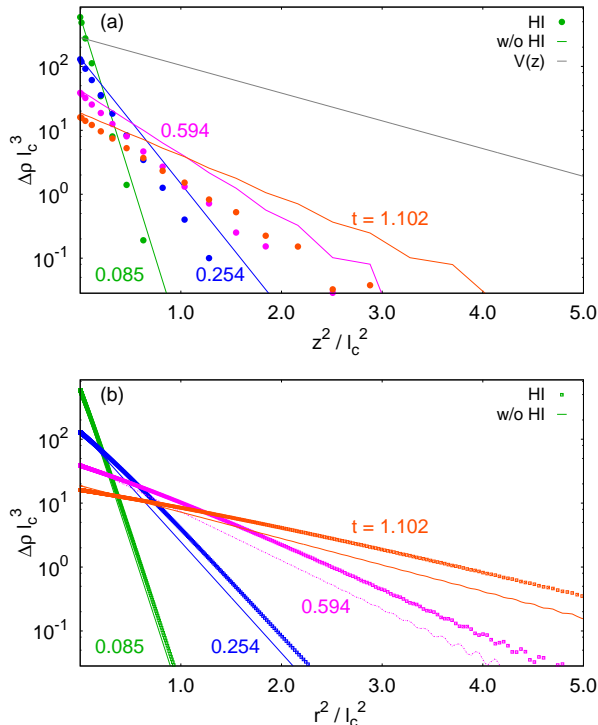 (a)
HI
w/o HI
V(z)
10^2
10^1
10^0
10^-1
Δρ l_c^3
0.594
t = 1.102
0.085
0.254
1.0 2.0 3.0 4.0 5.0
z^2 / l_c^2
(b)
HI
w/o HI
10^2
10^1
10^0
10^-1
Δρ l_c^3
t = 1.102
0.594
0.085
0.254
1.0 2.0 3.0 4.0 5.0
r^2 / l_c^2